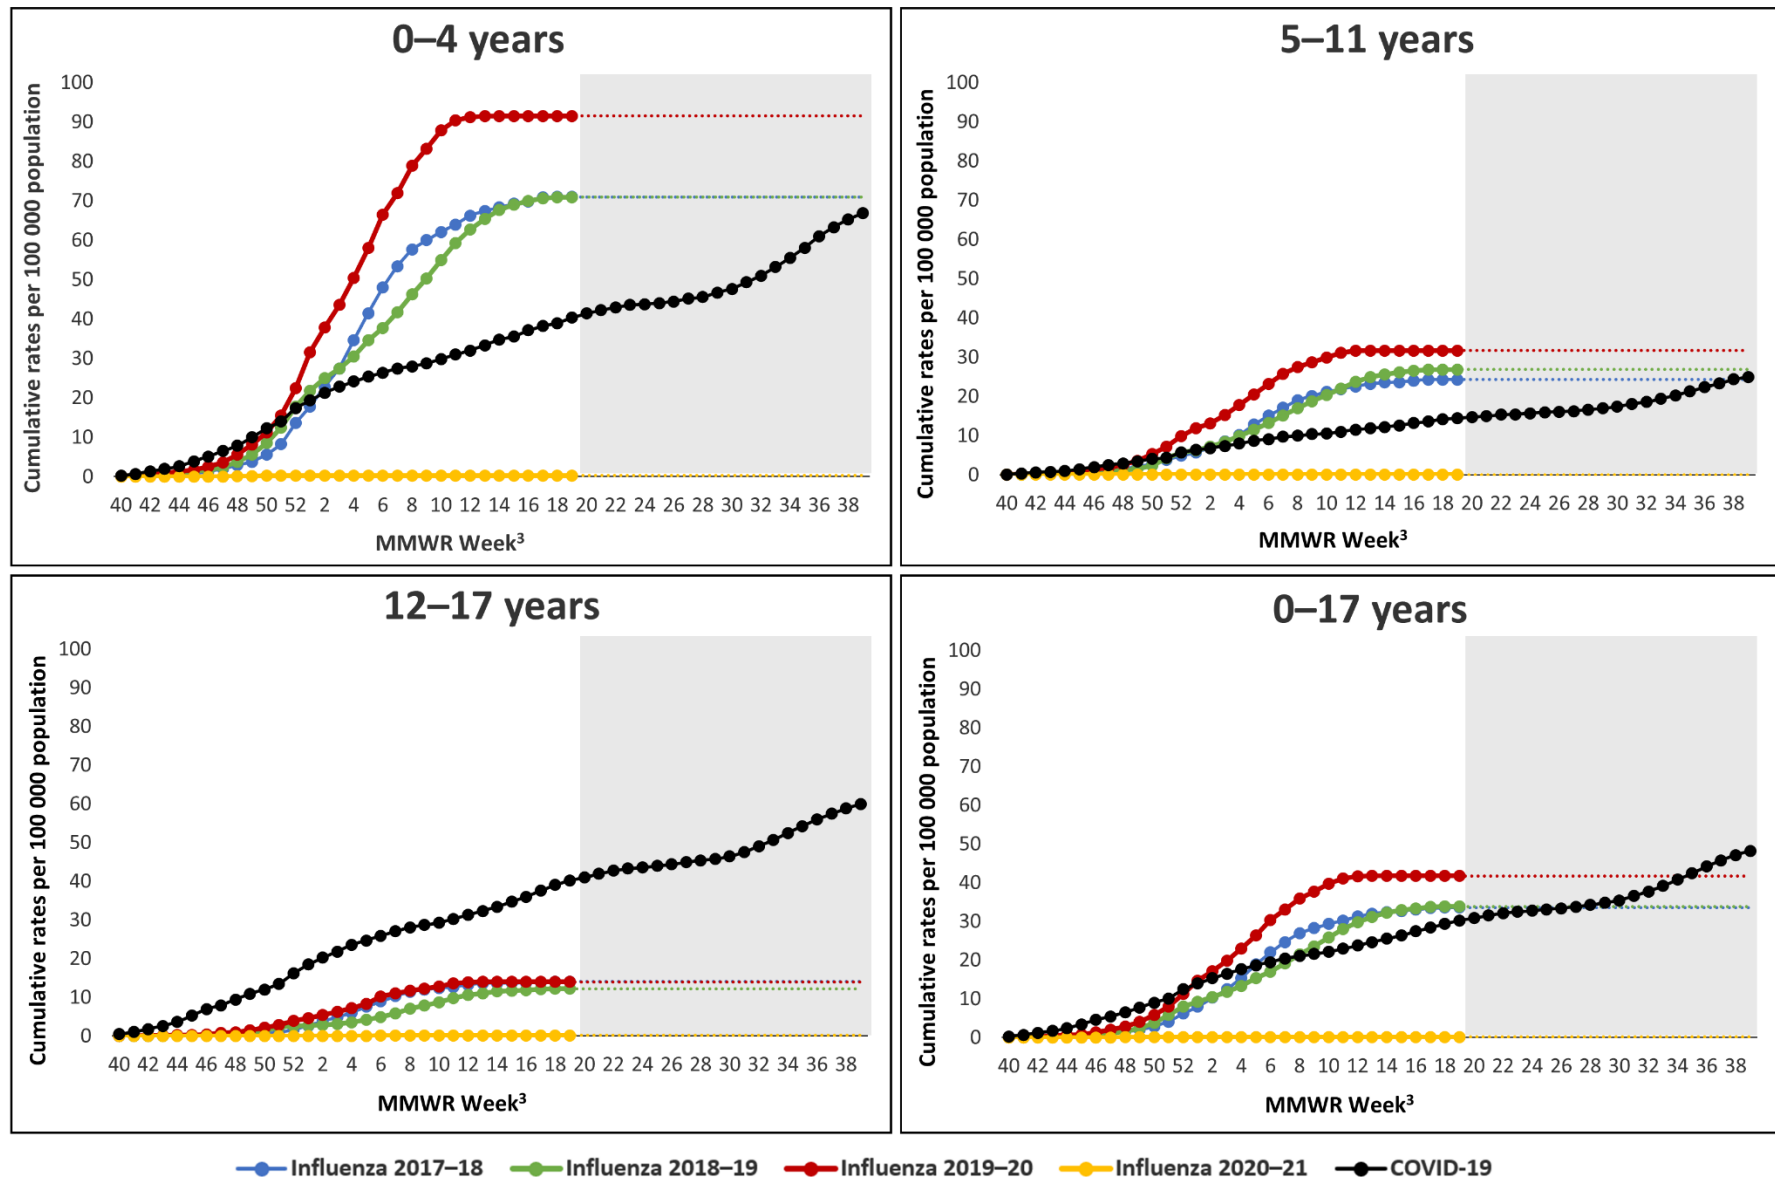 0–4 years
Cumulative rates per 100 000 population
100
90
80
70
60
50
40
30
20
10
0
40 42 44 46 48 50 52 2 4 6 8 10 12 14 16 18 20 22 24 26 28 30 32 34 36 38
MMWR Week³
5–11 years
Cumulative rates per 100 000 population
100
90
80
70
60
50
40
30
20
10
0
40 42 44 46 48 50 52 2 4 6 8 10 12 14 16 18 20 22 24 26 28 30 32 34 36 38
MMWR Week³
12–17 years
Cumulative rates per 100 000 population
100
90
80
70
60
50
40
30
20
10
0
40 42 44 46 48 50 52 2 4 6 8 10 12 14 16 18 20 22 24 26 28 30 32 34 36 38
MMWR Week³
0–17 years
Cumulative rates per 100 000 population
100
90
80
70
60
50
40
30
20
10
0
40 42 44 46 48 50 52 2 4 6 8 10 12 14 16 18 20 22 24 26 28 30 32 34 36 38
MMWR Week³
Influenza 2017–18 Influenza 2018–19 Influenza 2019–20 Influenza 2020–21 COVID-19